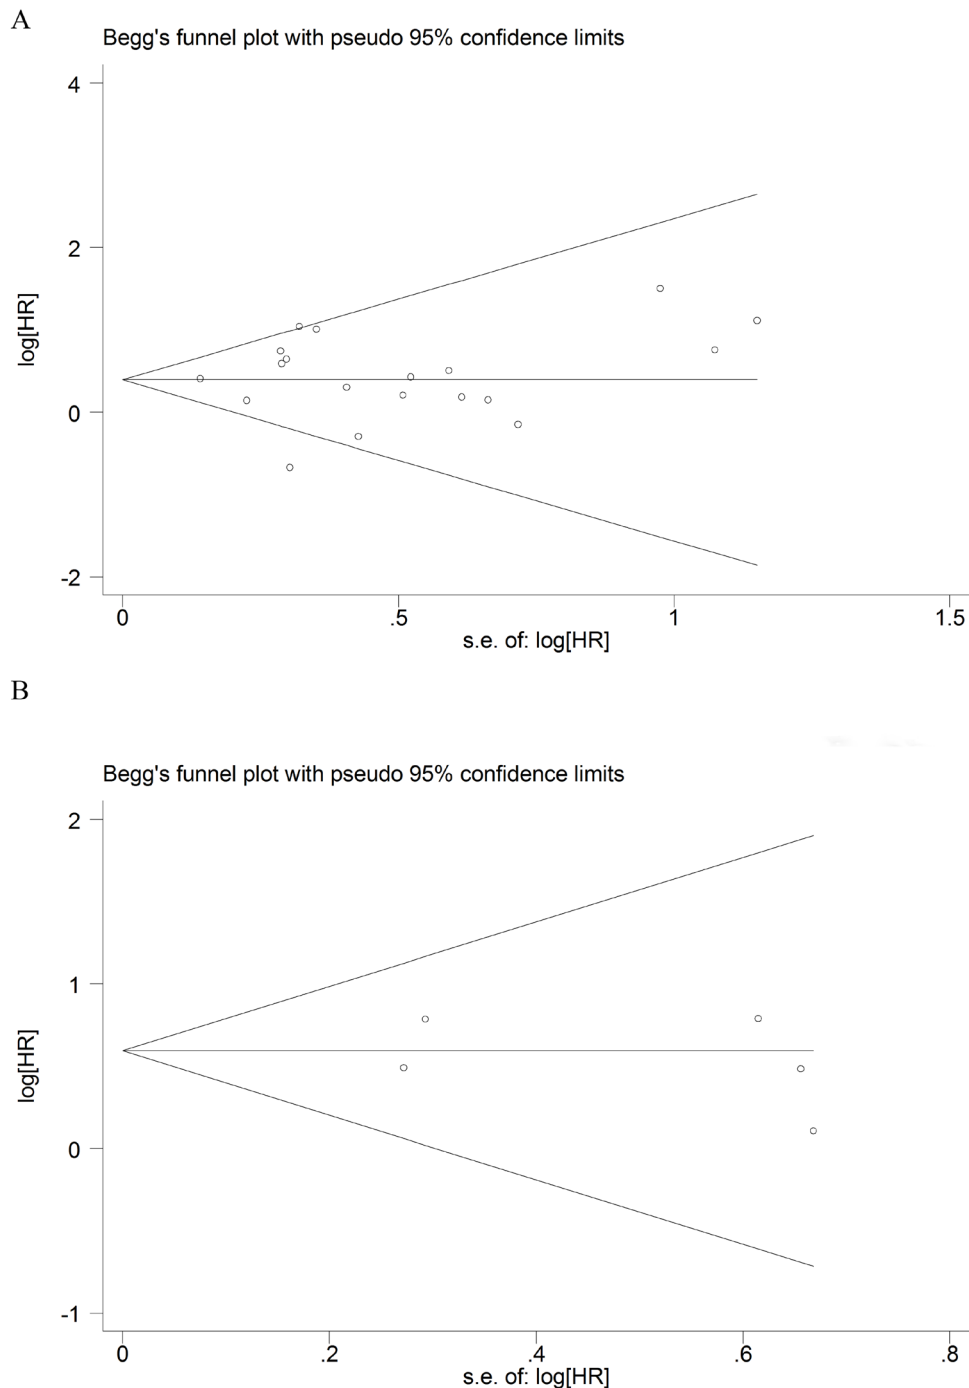 A
Begg's funnel plot with pseudo 95% confidence limits
4
2
0
-2
log[HR]
0 .5 1 1.5
s.e. of: log[HR]
B
Begg's funnel plot with pseudo 95% confidence limits
2
1
0
-1
log[HR]
0 .2 .4 .6 .8
s.e. of: log[HR]